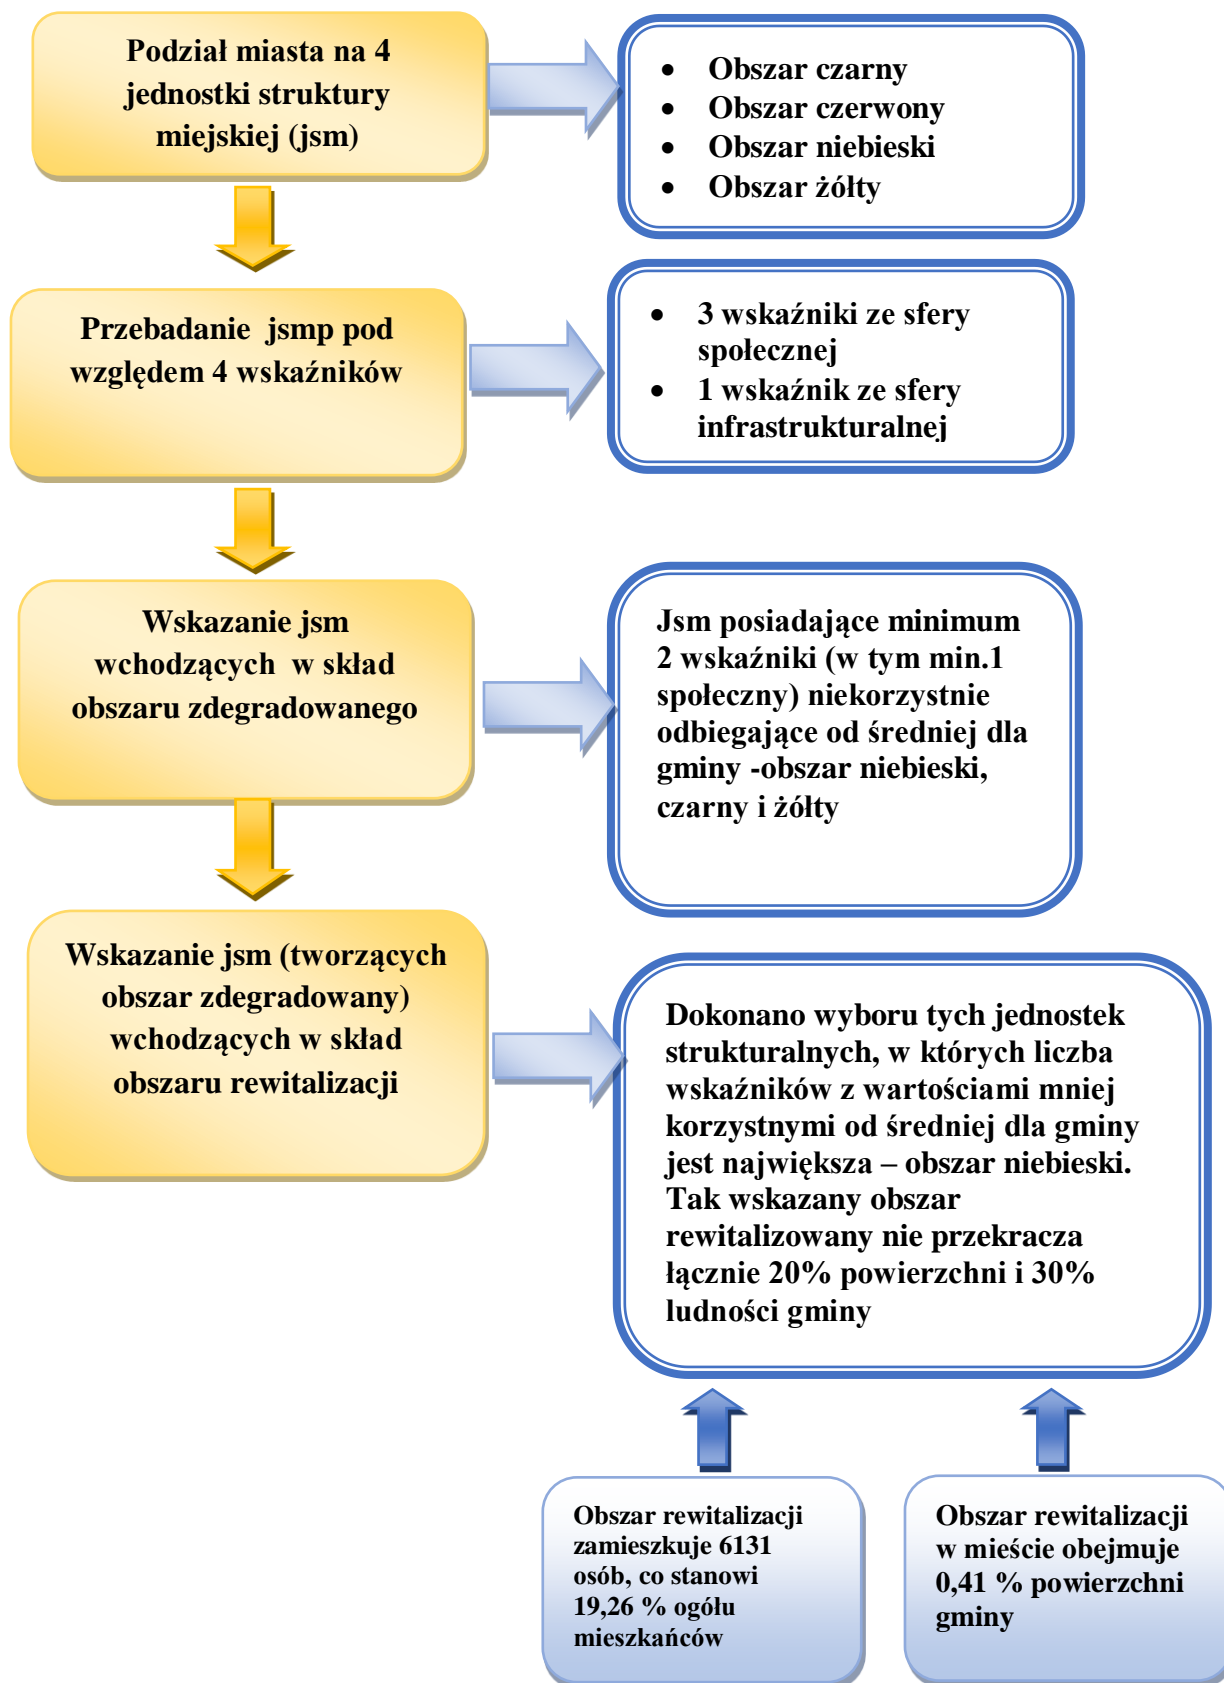 Podział miasta na 4
jednostki struktury
miejskiej (jsm)
• Obszar czarny
• Obszar czerwony
• Obszar niebieski
• Obszar żółty
Przebadanie jsmp pod
względem 4 wskaźników
• 3 wskaźniki ze sfery
społecznej
• 1 wskaźnik ze sfery
infrastrukturalnej
Wskazanie jsm
wchodzących w skład
obszaru zdegradowanego
Jsm posiadające minimum
2 wskaźniki (w tym min.1
społeczny) niekorzystnie
odbiegające od średniej dla
gminy -obszar niebieski,
czarny i żółty
Wskazanie jsm (tworzących
obszar zdegradowany)
wchodzących w skład
obszaru rewitalizacji
Dokonano wyboru tych jednostek
strukturalnych, w których liczba
wskaźników z wartościami mniej
korzystnymi od średniej dla gminy
jest największa – obszar niebieski.
Tak wskazany obszar
rewitalizowany nie przekracza
łącznie 20% powierzchni i 30%
ludności gminy
Obszar rewitalizacji
zamieszkuje 6131
osób, co stanowi
19,26 % ogółu
mieszkańców
Obszar rewitalizacji
w mieście obejmuje
0,41 % powierzchni
gminy